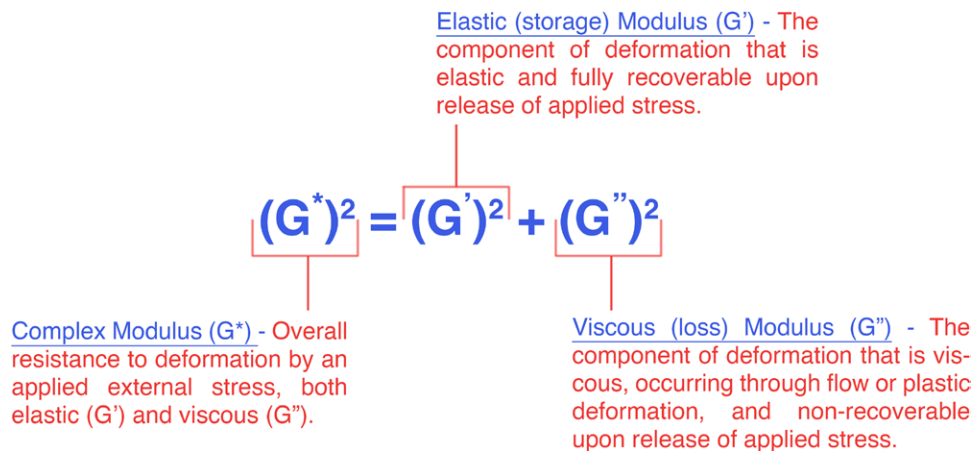 Elastic (storage) Modulus (G’) - The
component of deformation that is
elastic and fully recoverable upon
release of applied stress.
(G*)² = (G’)² + (G”)²
Complex Modulus (G*) - Overall
resistance to deformation by an
applied external stress, both
elastic (G’) and viscous (G”).
Viscous (loss) Modulus (G”) - The
component of deformation that is vis-
cous, occurring through flow or plastic
deformation, and non-recoverable
upon release of applied stress.